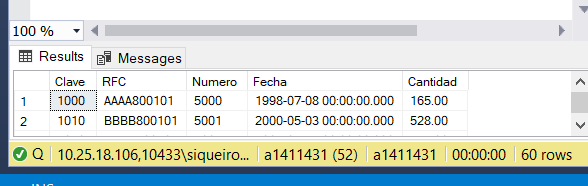 100 %
Results Messages
Clave RFC Numero Fecha Cantidad
1 1000 AAAA800101 5000 1998-07-08 00:00:00.000 165.00
2 1010 BBBB800101 5001 2000-05-03 00:00:00.000 528.00
Q 10.25.18.106,10433\siqueiro... a1411431 (52) a1411431 00:00:00 60 rows
INS